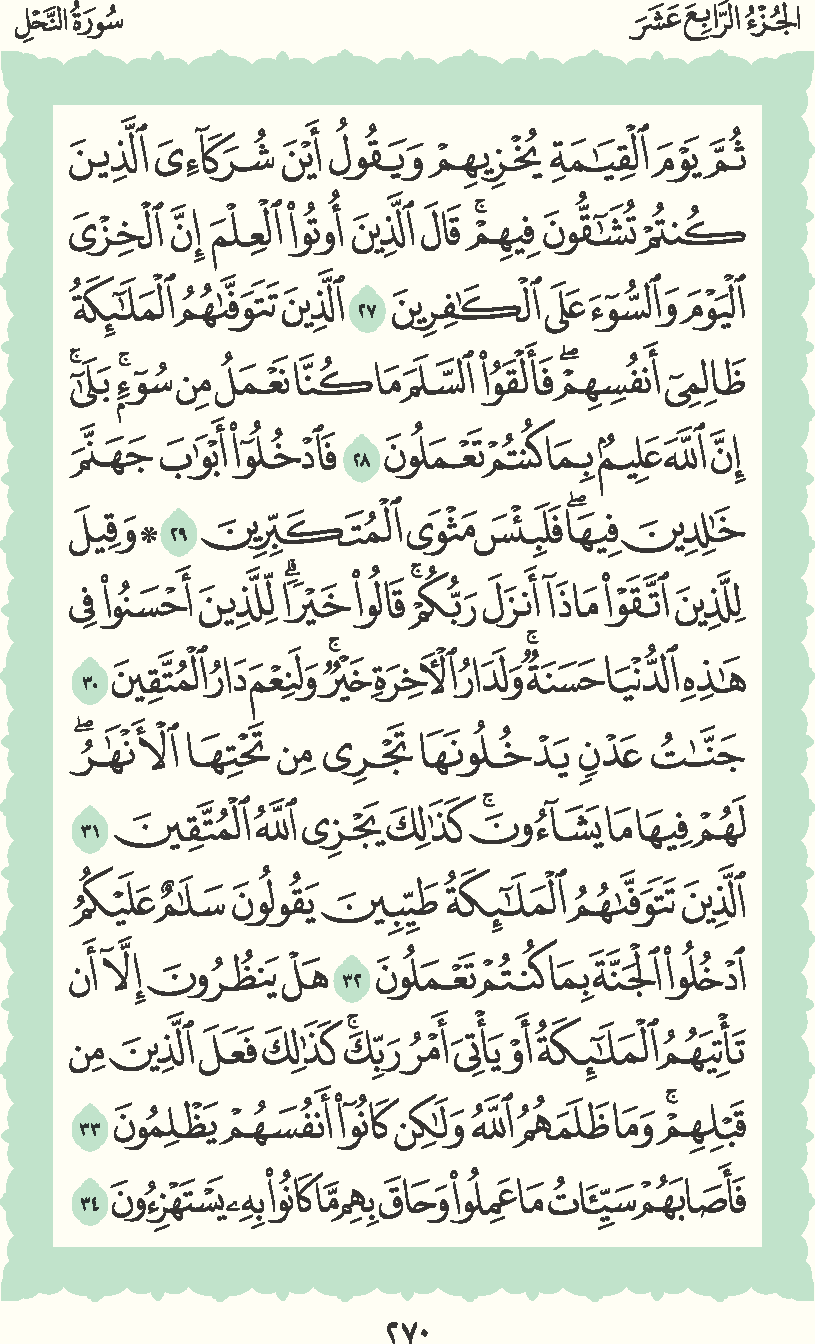 الجُزْءُ الرَّابِعَ عَشَرَ
سُورَةُ النَّحْلِ
ثُمَّ يَوْمَ ٱلْقِيَـٰمَةِ يُخْزِيهِمْ وَيَقُولُ أَيْنَ شُرَكَآءِىَ ٱلَّذِينَ
كُنتُمْ تُشَـٰٓقُّونَ فِيهِمْ ۚ قَالَ ٱلَّذِينَ أُوتُوا۟ ٱلْعِلْمَ إِنَّ ٱلْخِزْىَ
ٱلْيَوْمَ وَٱلسُّوٓءَ عَلَى ٱلْكَـٰفِرِينَ ٢٧ ٱلَّذِينَ تَتَوَفَّىٰهُمُ ٱلْمَلَـٰٓئِكَةُ
ظَالِمِىٓ أَنفُسِهِمْ ۖ فَأَلْقَوُا۟ ٱلسَّلَمَ مَا كُنَّا نَعْمَلُ مِن سُوٓءٍۭ ۚ بَلَىٰٓ ۚ
إِنَّ ٱللَّهَ عَلِيمٌۢ بِمَا كُنتُمْ تَعْمَلُونَ ٢٨ فَٱدْخُلُوٓا۟ أَبْوَٰبَ جَهَنَّمَ
خَـٰلِدِينَ فِيهَا ۖ فَلَبِئْسَ مَثْوَى ٱلْمُتَكَبِّرِينَ ٢٩ * وَقِيلَ
لِلَّذِينَ ٱتَّقَوْا۟ مَاذَآ أَنزَلَ رَبُّكُمْ ۚ قَالُوا۟ خَيْرًا ۗ لِّلَّذِينَ أَحْسَنُوا۟ فِى
هَـٰذِهِ ٱلدُّنْيَا حَسَنَةٌ ۚ وَلَدَارُ ٱلْـَٔاخِرَةِ خَيْرٌ ۚ وَلَنِعْمَ دَارُ ٱلْمُتَّقِينَ ٣٠
جَنَّـٰتُ عَدْنٍ يَدْخُلُونَهَا تَجْرِى مِن تَحْتِهَا ٱلْأَنْهَـٰرُ ۖ
لَهُمْ فِيهَا مَا يَشَآءُونَ ۚ كَذَٰلِكَ يَجْزِى ٱللَّهُ ٱلْمُتَّقِينَ ٣١
ٱلَّذِينَ تَتَوَفَّىٰهُمُ ٱلْمَلَـٰٓئِكَةُ طَيِّبِينَ يَقُولُونَ سَلَـٰمٌ عَلَيْكُمُ
ٱدْخُلُوا۟ ٱلْجَنَّةَ بِمَا كُنتُمْ تَعْمَلُونَ ٣٢ هَلْ يَنظُرُونَ إِلَّآ أَن
تَأْتِيَهُمُ ٱلْمَلَـٰٓئِكَةُ أَوْ يَأْتِىَ أَمْرُ رَبِّكَ ۚ كَذَٰلِكَ فَعَلَ ٱلَّذِينَ مِن
قَبْلِهِمْ ۚ وَمَا ظَلَمَهُمُ ٱللَّهُ وَلَـٰكِن كَانُوٓا۟ أَنفُسَهُمْ يَظْلِمُونَ ٣٣
فَأَصَابَهُمْ سَيِّـَٔاتُ مَا عَمِلُوا۟ وَحَاقَ بِهِم مَّا كَانُوا۟ بِهِۦ يَسْتَهْزِءُونَ ٣٤
٢٧٠